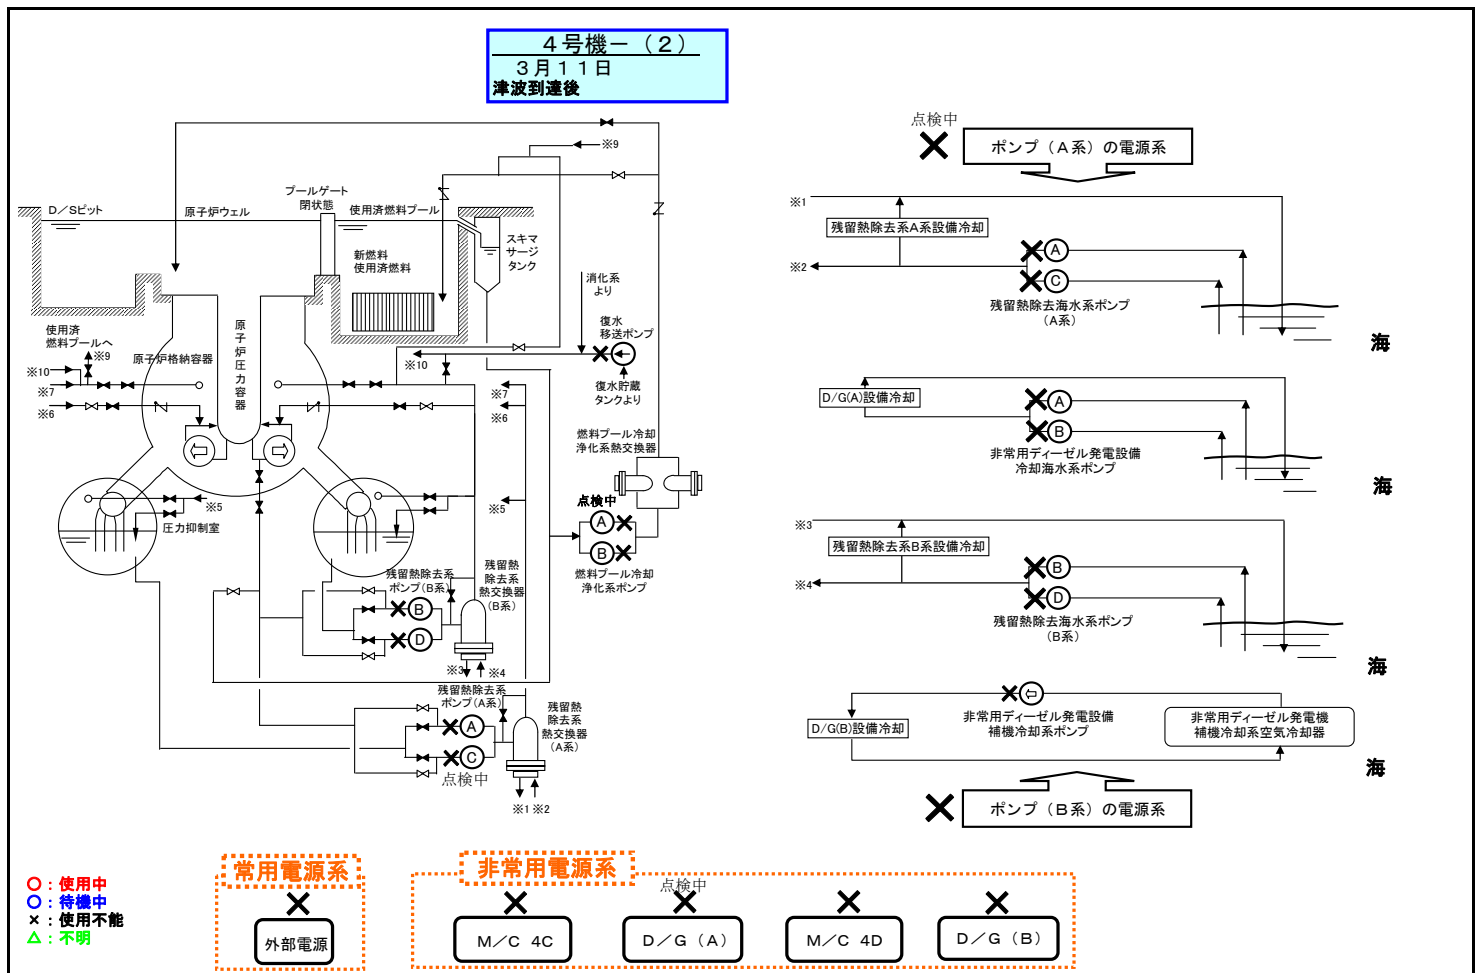 4号機－（2）
3月11日
津波到達後
点検中
ポンプ（A系）の電源系
※9
D／Sピット
原子炉ウェル
プールゲート
閉状態
使用済燃料プール
スキマ
サージ
タンク
新燃料
使用済燃料
消化系
より
復水
移送ポンプ
※10
復水貯蔵
タンクより
使用済
燃料プールへ
※9
原子炉格納容器
原子炉圧力容器
※10
※7
※6
※7
※6
※5
圧力抑制室
※5
燃料プール冷却
浄化系熱交換器
点検中
A
B
燃料プール冷却
浄化系ポンプ
残留熱除去系
ポンプ(B系)
B
D
残留熱
除去系
熱交換器
(B系)
※3
※4
残留熱除去系
ポンプ(A系)
A
C
点検中
残留熱
除去系
熱交換器
(A系)
※1
※2
※1
残留熱除去系A系設備冷却
※2
A
C
残留熱除去海水系ポンプ
(A系)
海
D/G(A)設備冷却
A
B
非常用ディーゼル発電設備
冷却海水系ポンプ
海
※3
残留熱除去系B系設備冷却
※4
B
D
残留熱除去海水系ポンプ
(B系)
海
D/G(B)設備冷却
非常用ディーゼル発電設備
補機冷却系ポンプ
非常用ディーゼル発電機
補機冷却系空気冷却器
海
ポンプ（B系）の電源系
○：使用中
○：待機中
×：使用不能
△：不明
常用電源系
外部電源
非常用電源系
M／C 4C
点検中
D／G（A）
M／C 4D
D／G（B）